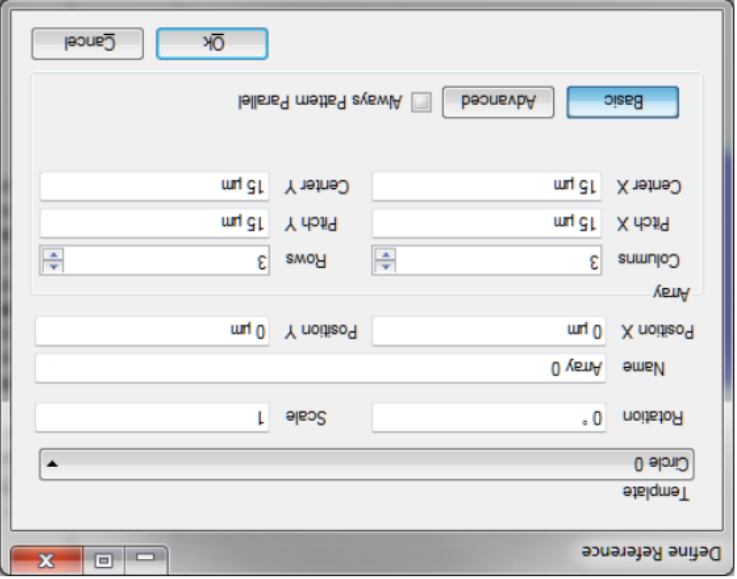 Define Reference
Template
Circle 0
Rotation 0 ° Scale 1
Name Array 0
Position X 0 µm Position Y 0 µm
Array
Columns 3 Rows 3
Pitch X 15 µm Pitch Y 15 µm
Center X 15 µm Center Y 15 µm
Basic Advanced Always Pattern Parallel
Ok Cancel